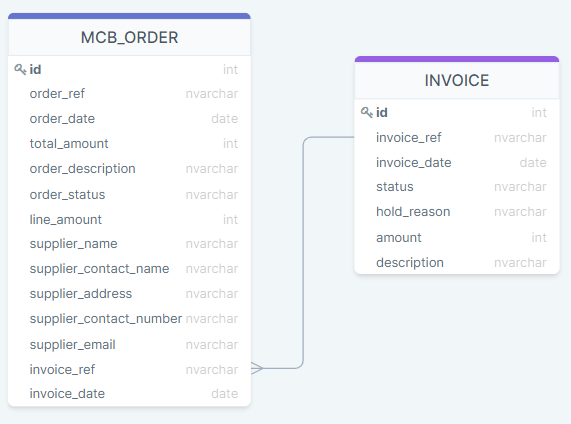 MCB_ORDER
id int
order_ref nvarchar
order_date date
total_amount int
order_description nvarchar
order_status nvarchar
line_amount int
supplier_name nvarchar
supplier_contact_name nvarchar
supplier_address nvarchar
supplier_contact_number nvarchar
supplier_email nvarchar
invoice_ref nvarchar
invoice_date date
INVOICE
id int
invoice_ref nvarchar
invoice_date date
status nvarchar
hold_reason nvarchar
amount int
description nvarchar